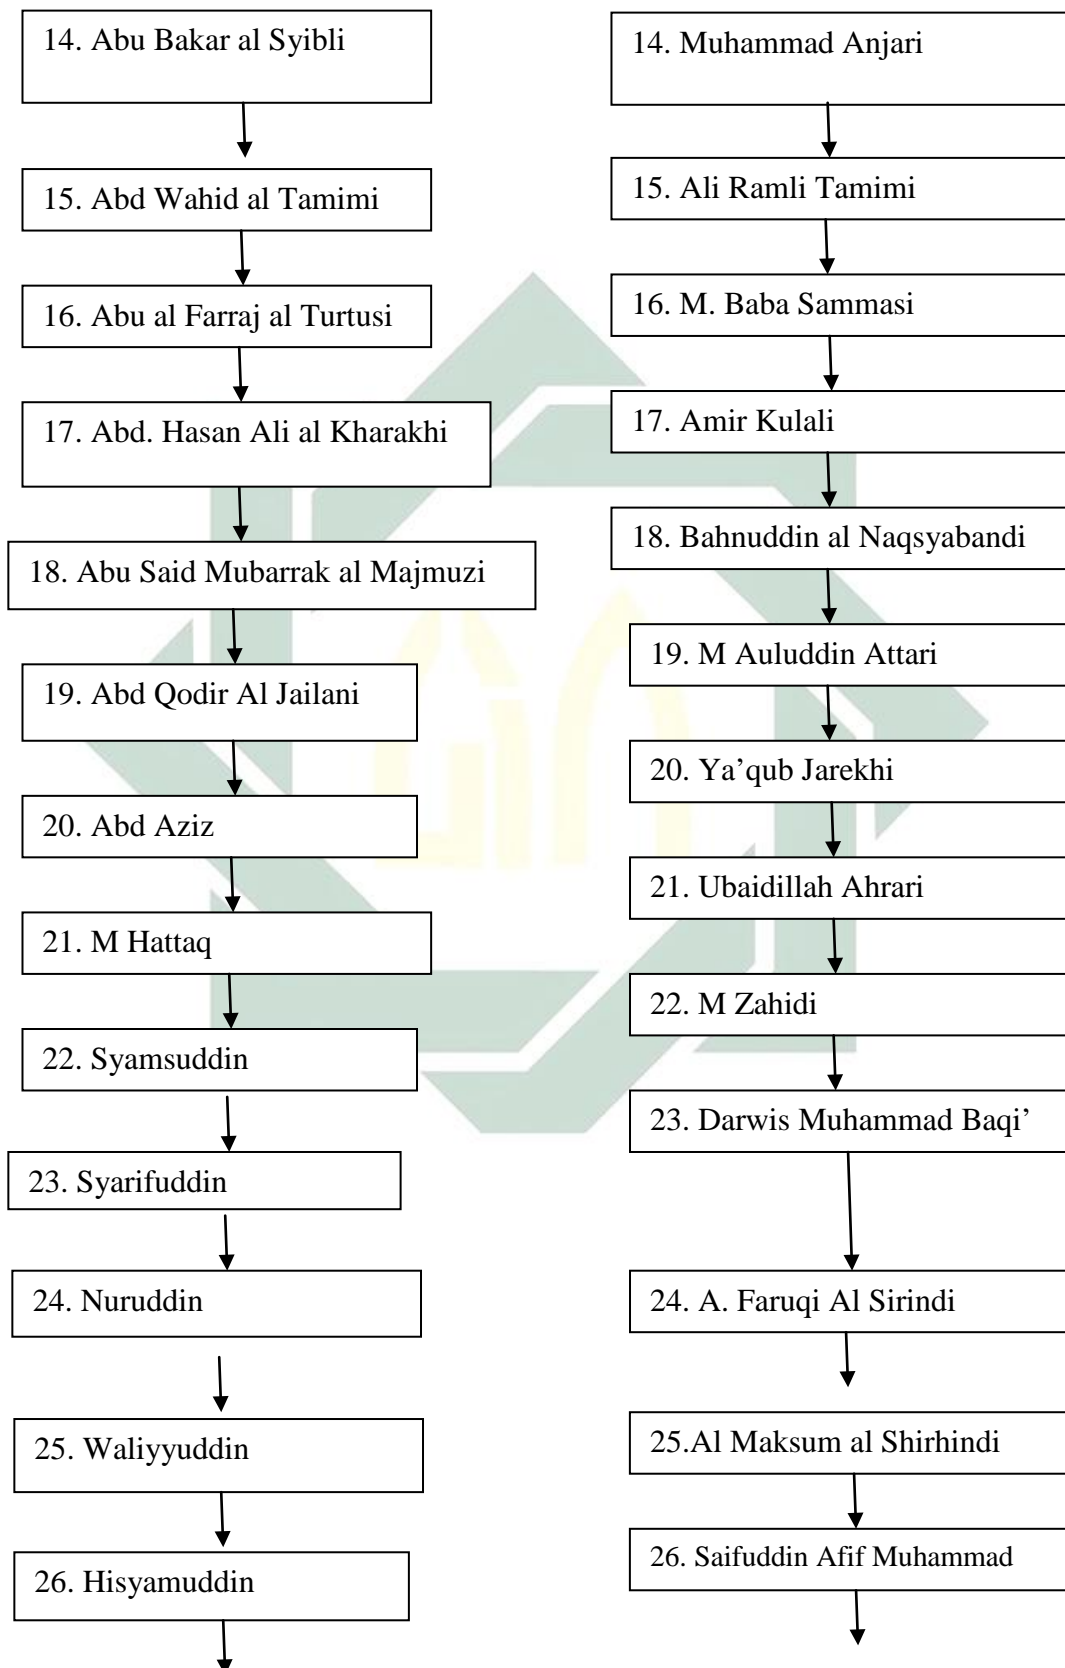 14. Abu Bakar al Syibli
15. Abd Wahid al Tamimi
16. Abu al Farraj al Turtusi
17. Abd. Hasan Ali al Kharakhi
18. Abu Said Mubarrak al Majmuzi
19. Abd Qodir Al Jailani
20. Abd Aziz
21. M Hattaq
22. Syamsuddin
23. Syarifuddin
24. Nuruddin
25. Waliyyuddin
26. Hisyamuddin
14. Muhammad Anjari
15. Ali Ramli Tamimi
16. M. Baba Sammasi
17. Amir Kulali
18. Bahnuddin al Naqsyabandi
19. M Auluddin Attari
20. Ya’qub Jarekhi
21. Ubaidillah Ahrari
22. M Zahidi
23. Darwis Muhammad Baqi’
24. A. Faruqi Al Sirindi
25.Al Maksum al Shirhindi
26. Saifuddin Afif Muhammad